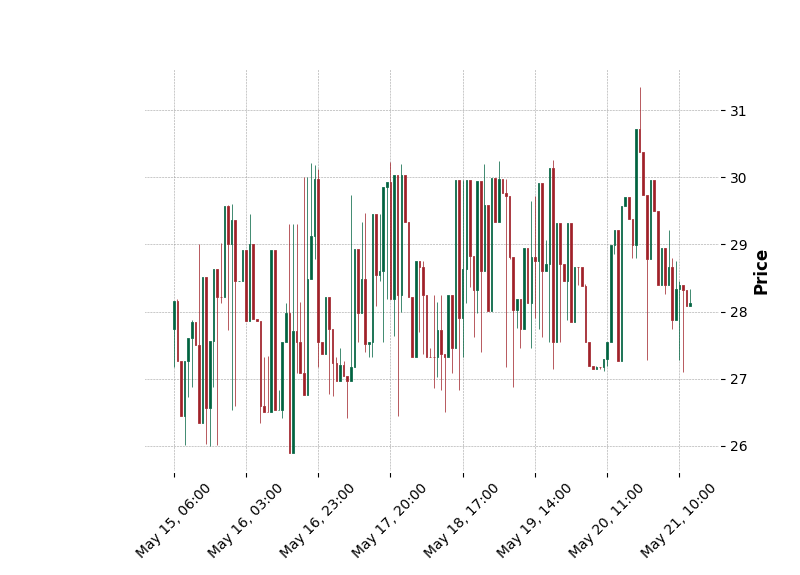 31
30
29
28
27
26
Price
May 15, 06:00
May 16, 03:00
May 16, 23:00
May 17, 20:00
May 18, 17:00
May 19, 14:00
May 20, 11:00
May 21, 10:00